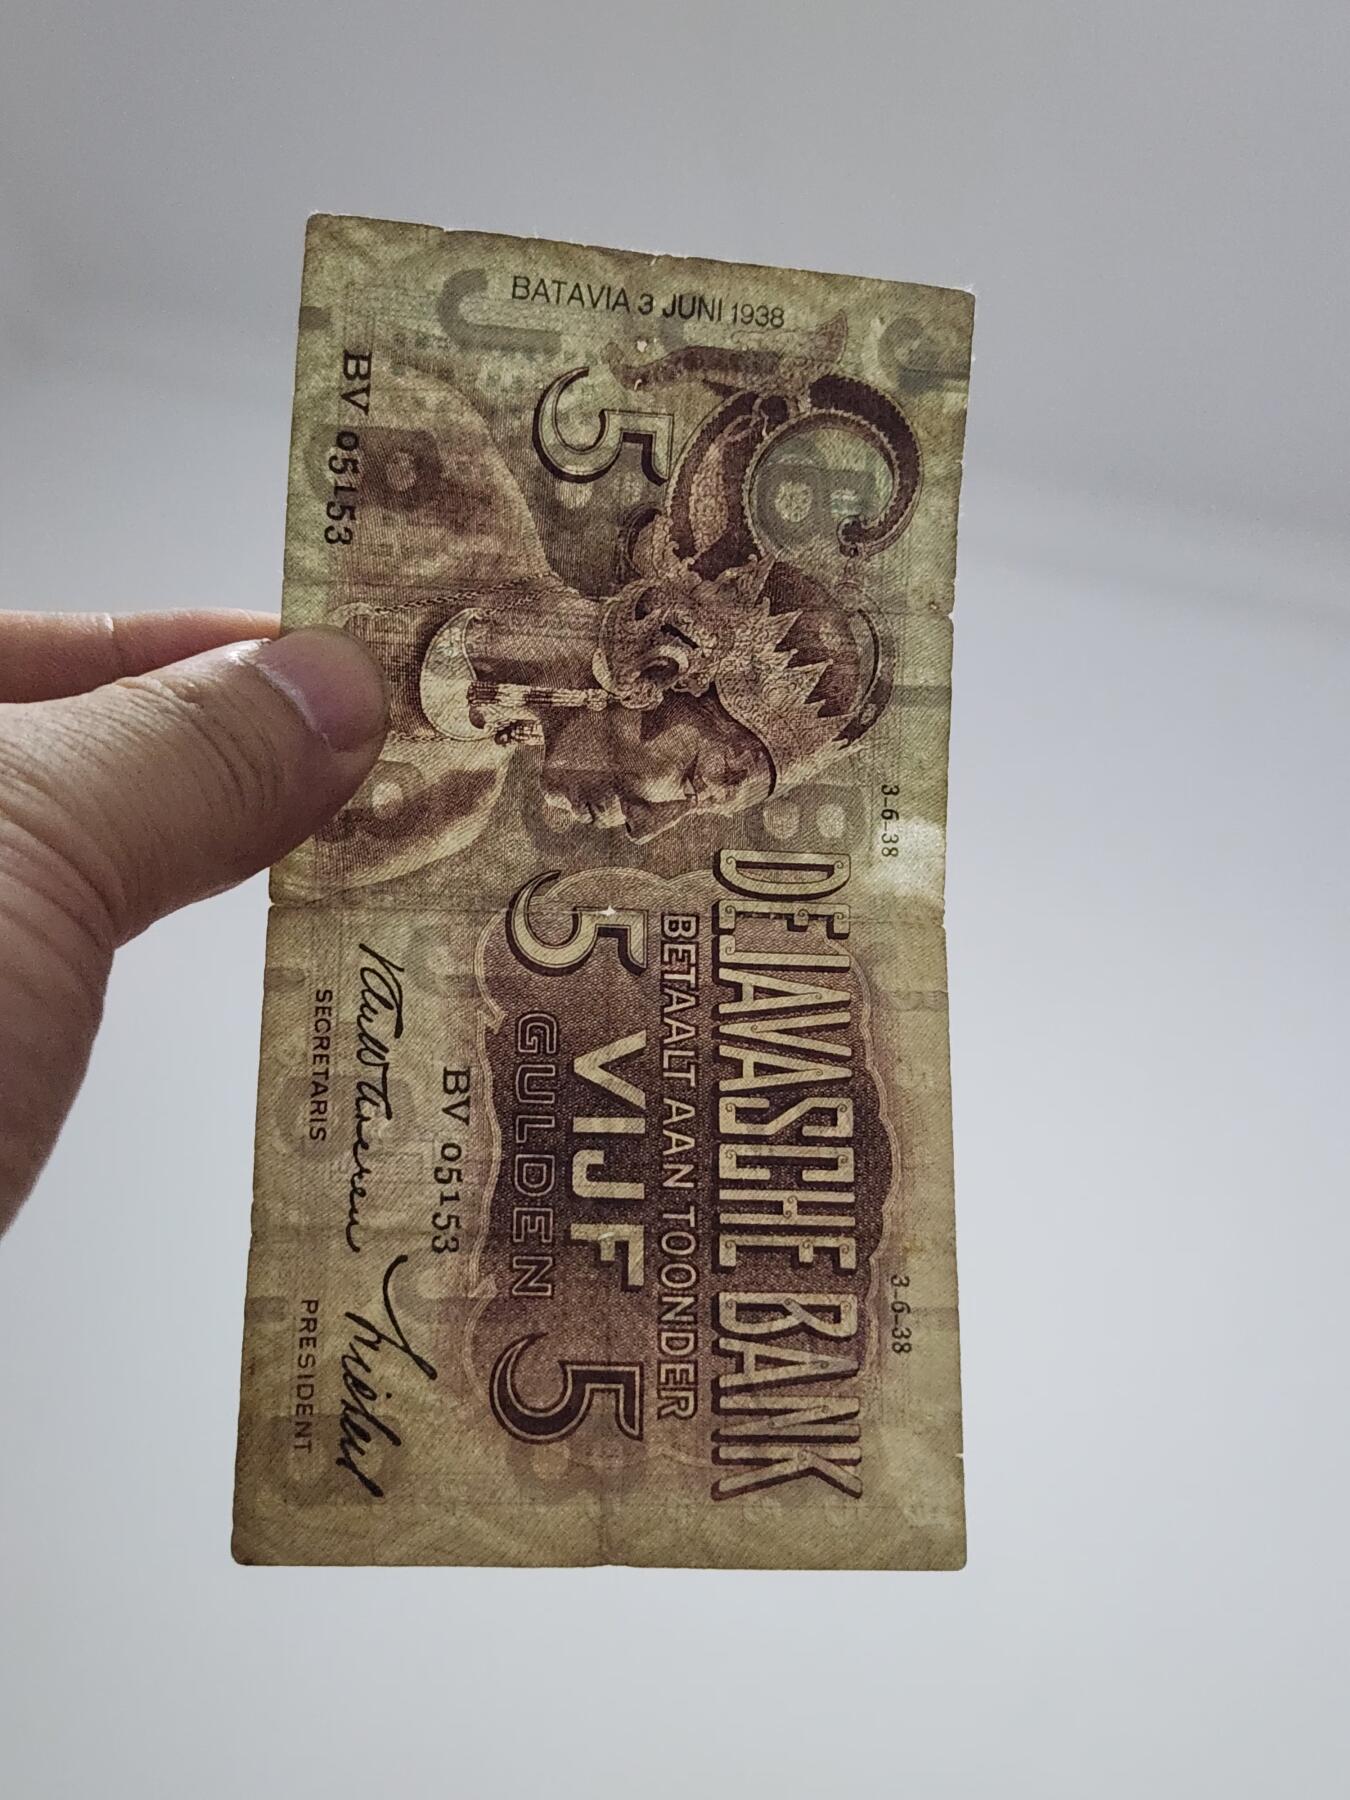 BATAVIA 3 JUNI 1938
3-6-38
3-6-38
DE JAVASCHE BANK
BETAALT AAN TOONDER
5
5 VIJF
GULDEN
5
BV 05153
BV 05153
SECRETARIS
PRESIDENT